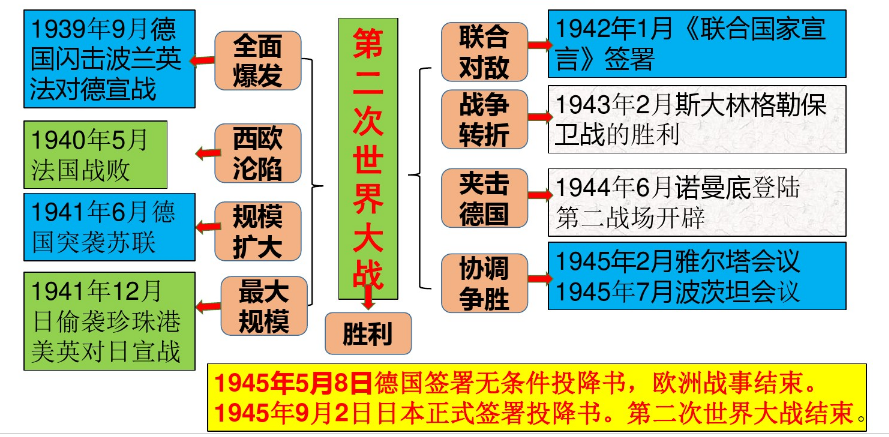 1939年9月德
国闪击波兰英
法对德宣战
全面
爆发
1940年5月
法国战败
西欧
沦陷
1941年6月德
国突袭苏联
规模
扩大
1941年12月
日偷袭珍珠港
美英对日宣战
最大
规模
第二次世界大战
胜利
联合
对敌
1942年1月《联合国家宣
言》签署
战争
转折
1943年2月斯大林格勒保
卫战的胜利
夹击
德国
1944年6月诺曼底登陆
第二战场开辟
协调
争胜
1945年2月雅尔塔会议
1945年7月波茨坦会议
1945年5月8日德国签署无条件投降书，欧洲战事结束。
1945年9月2日日本正式签署投降书。第二次世界大战结束。